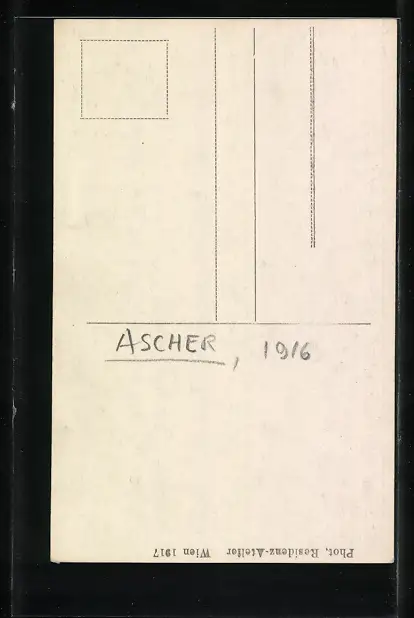 ASCHER, 1916
Phot, Residenz-Atelier Wien 1917